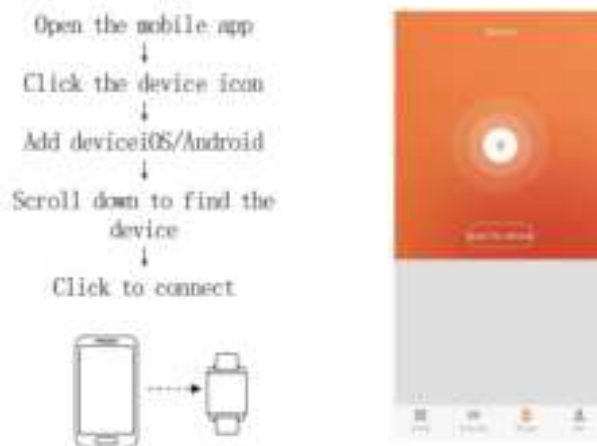 Open the mobile app
Click the device icon
Add deviceiOS/Android
Scroll down to find the
device
Click to connect